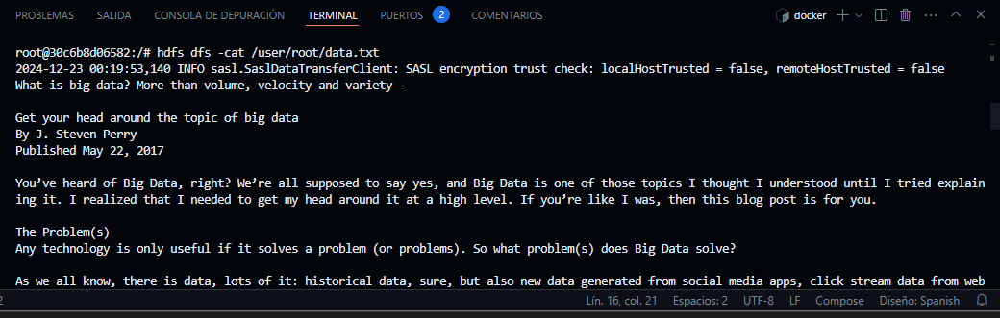 PROBLEMAS SALIDA CONSOLA DE DEPURACIÓN TERMINAL PUERTOS 2 COMENTARIOS docker
root@30c6b8d06582:/# hdfs dfs -cat /user/root/data.txt
2024-12-23 00:19:53,140 INFO sasl.SaslDataTransferClient: SASL encryption trust check: localHostTrusted = false, remoteHostTrusted = false
What is big data? More than volume, velocity and variety -
Get your head around the topic of big data
By J. Steven Perry
Published May 22, 2017
You’ve heard of Big Data, right? We’re all supposed to say yes, and Big Data is one of those topics I thought I understood until I tried explain
ing it. I realized that I needed to get my head around it at a high level. If you’re like I was, then this blog post is for you.
The Problem(s)
Any technology is only useful if it solves a problem (or problems). So what problem(s) does Big Data solve?
As we all know, there is data, lots of it: historical data, sure, but also new data generated from social media apps, click stream data from web
2 Lín. 16, col. 21 Espacios: 2 UTF-8 LF Compose Diseño: Spanish